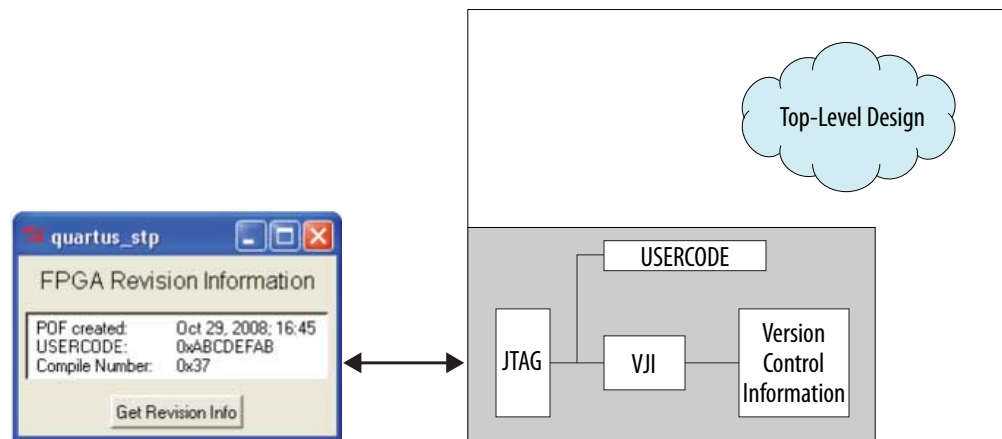 Top-Level Design
quartus_stp
FPGA Revision Information
POF created: Oct 29, 2008; 16:45
USERCODE: 0xABCDEFAB
Compile Number: 0x37
Get Revision Info
USERCODE
JTAG
VJI
Version
Control
Information